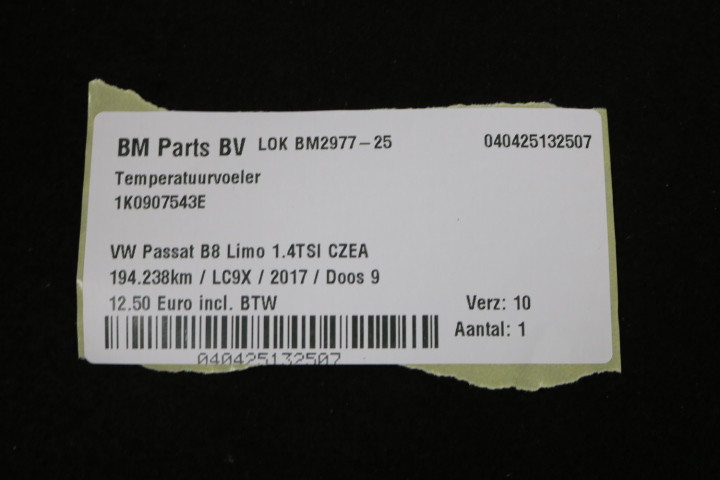 BM Parts BV LOK BM2977-25 040425132507
Temperatuurvoeler
1K0907543E
VW Passat B8 Limo 1.4TSI CZEA
194.238km / LC9X / 2017 / Doos 9
12.50 Euro incl. BTW Verz: 10
Aantal: 1
040425132507